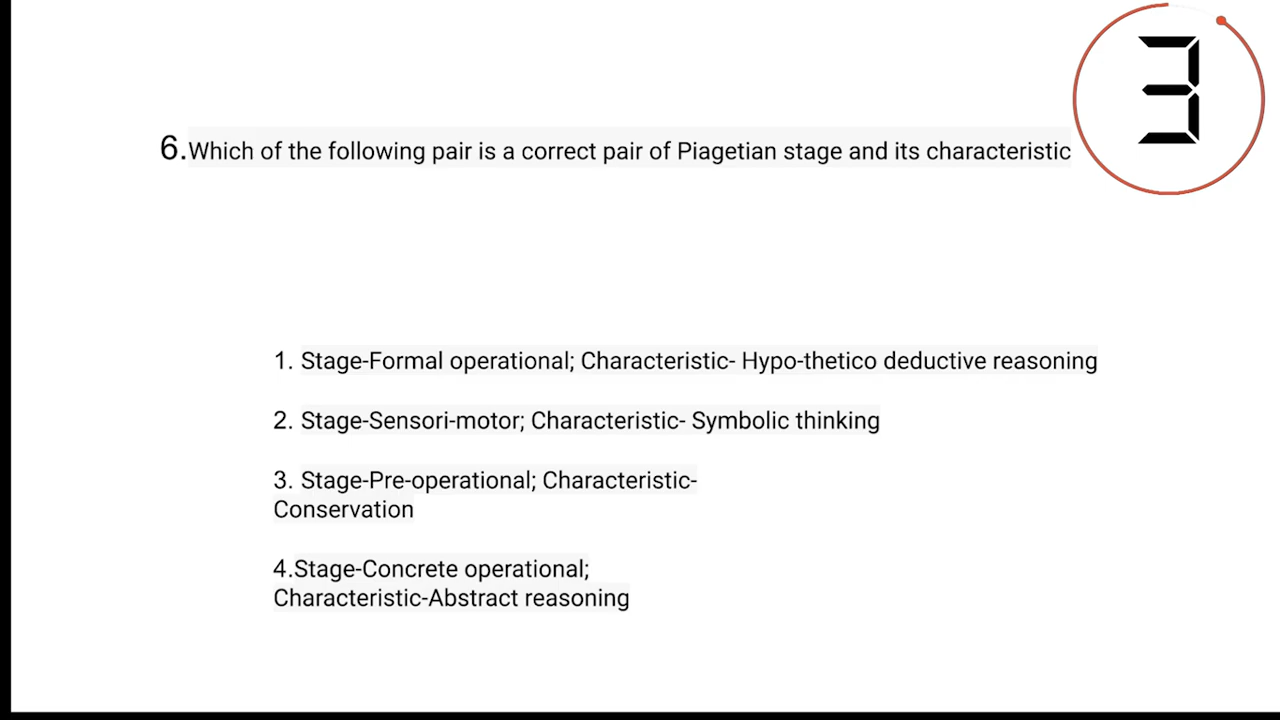 3
6.Which of the following pair is a correct pair of Piagetian stage and its characteristic
1. Stage-Formal operational; Characteristic- Hypo-thetico deductive reasoning
2. Stage-Sensori-motor; Characteristic- Symbolic thinking
3. Stage-Pre-operational; Characteristic-
Conservation
4.Stage-Concrete operational;
Characteristic-Abstract reasoning